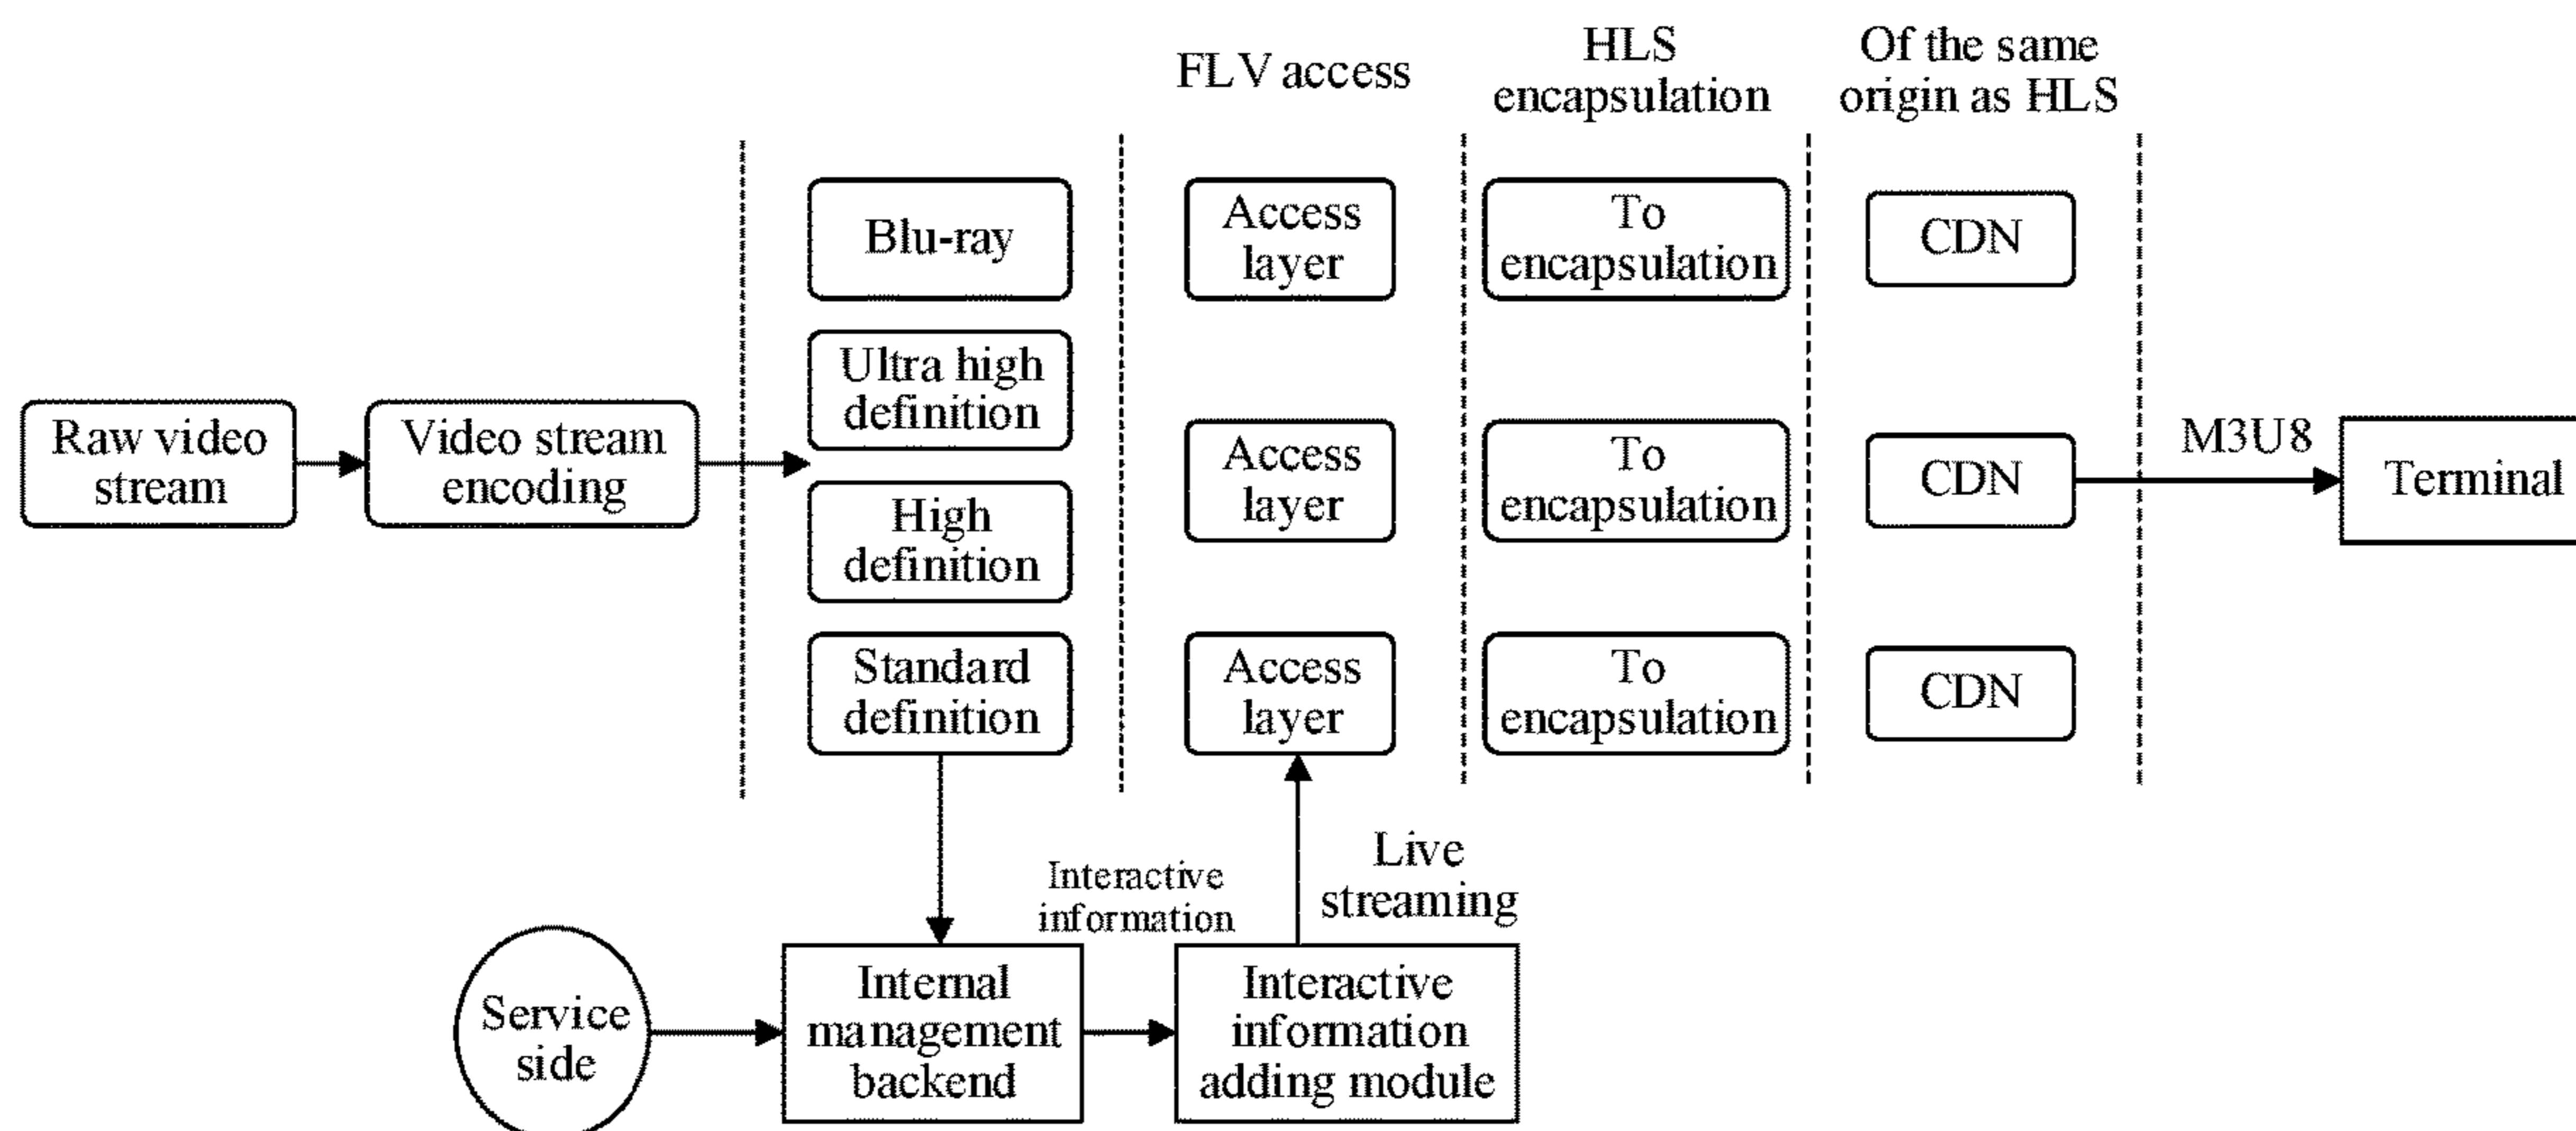 FLV access
HLS
encapsulation
Of the same
origin as HLS
Blu-ray
Access
layer
To
encapsulation
CDN
Ultra high
definition
Raw video
stream
Video stream
encoding
High
definition
Access
layer
To
encapsulation
CDN
M3U8
Terminal
Standard
definition
Access
layer
To
encapsulation
CDN
Interactive
information
Live
streaming
Service
side
Internal
management
backend
Interactive
information
adding module